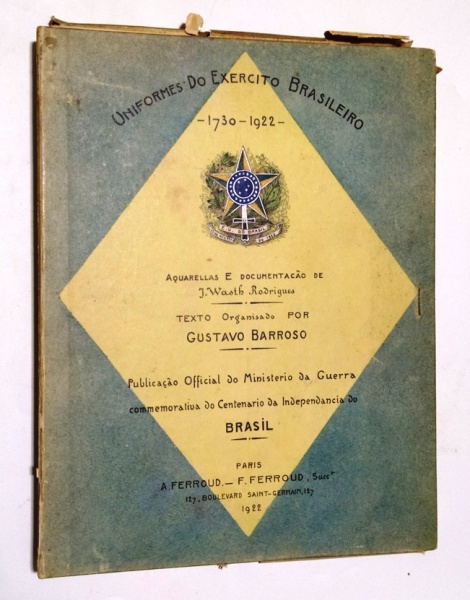 UNIFORMES DO EXERCITO BRASILEIRO
-1730-1922-
AQUARELLAS E DOCUMENTAÇÃO DE
J. Wasth Rodrigues
TEXTO Organisado POR
GUSTAVO BARROSO
Publicação Official do Ministerio da Guerra
commemorativa do Centenario da Independancia do
BRASIL
PARIS
A. FERROUD. — F. FERROUD, Succr
127, BOULEVARD SAINT-GERMAIN, 127
1922